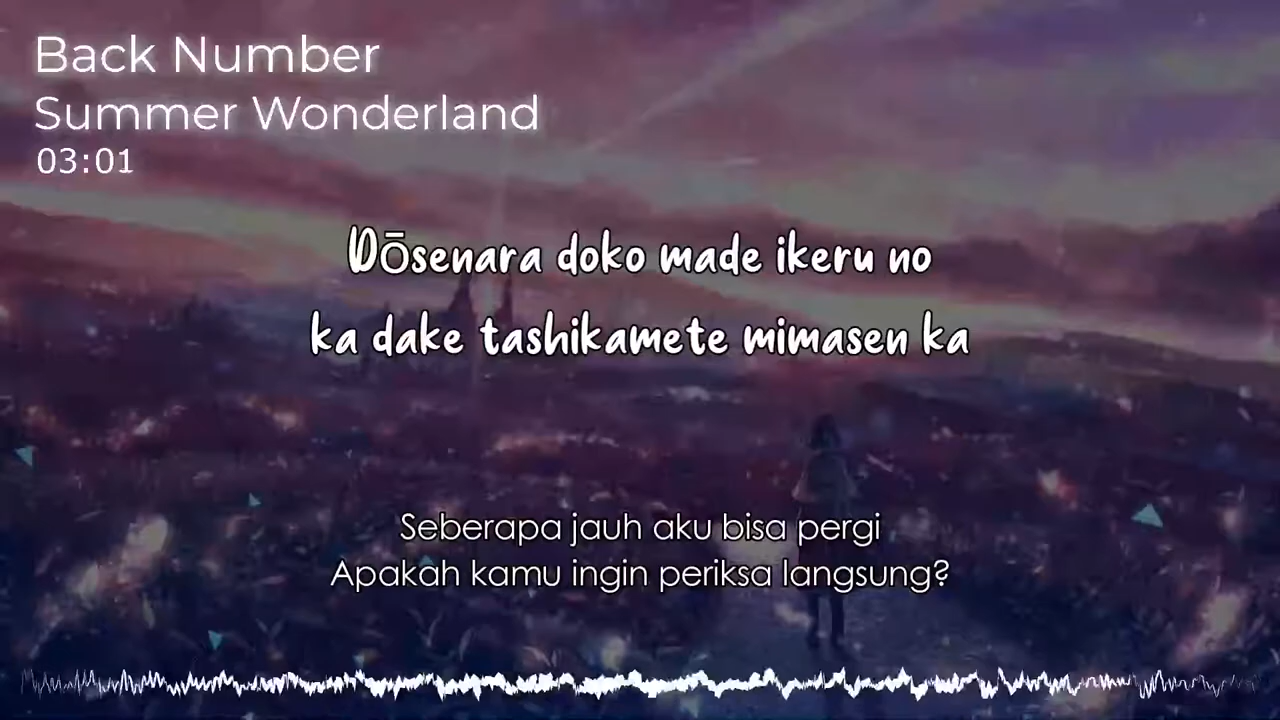 Back Number
Summer Wonderland
03:01
Dōsenara doko made ikeru no
ka dake tashikamete mimasen ka
Seberapa jauh aku bisa pergi
Apakah kamu ingin periksa langsung?